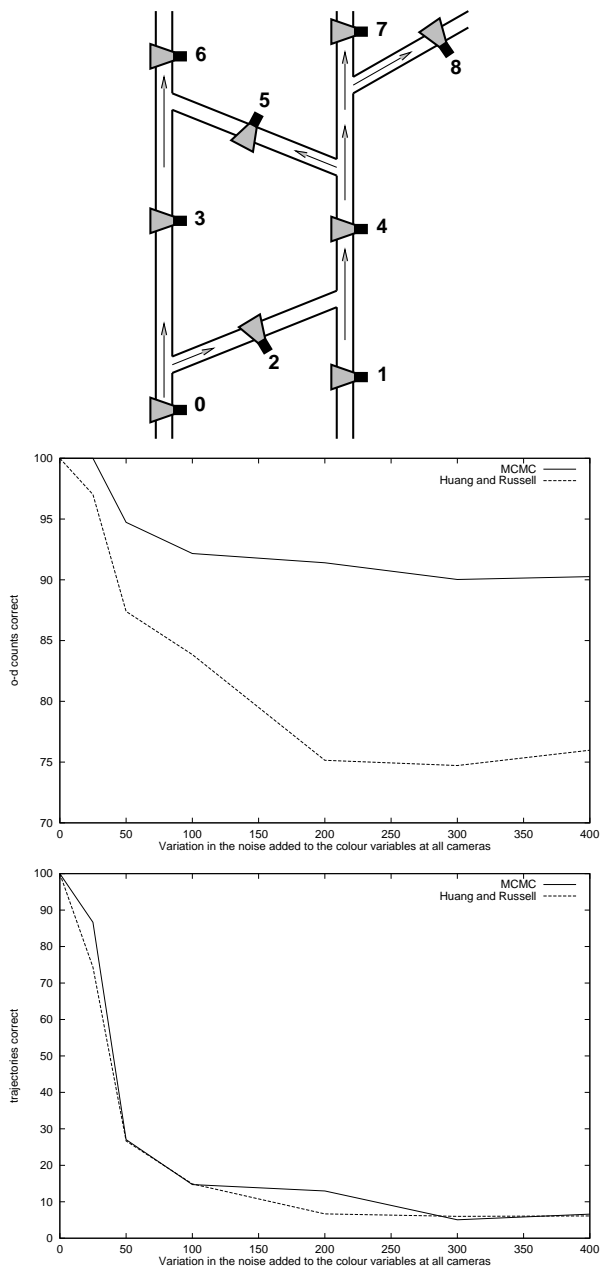 7
6
8
5
3
4
2
1
0
100
95
90
85
80
75
70
o-d counts correct
MCMC
Huang and Russell
0 50 100 150 200 250 300 350 400
Variation in the noise added to the colour variables at all cameras
100
90
80
70
60
50
40
30
20
10
0
trajectories correct
MCMC
Huang and Russell
0 50 100 150 200 250 300 350 400
Variation in the noise added to the colour variables at all cameras